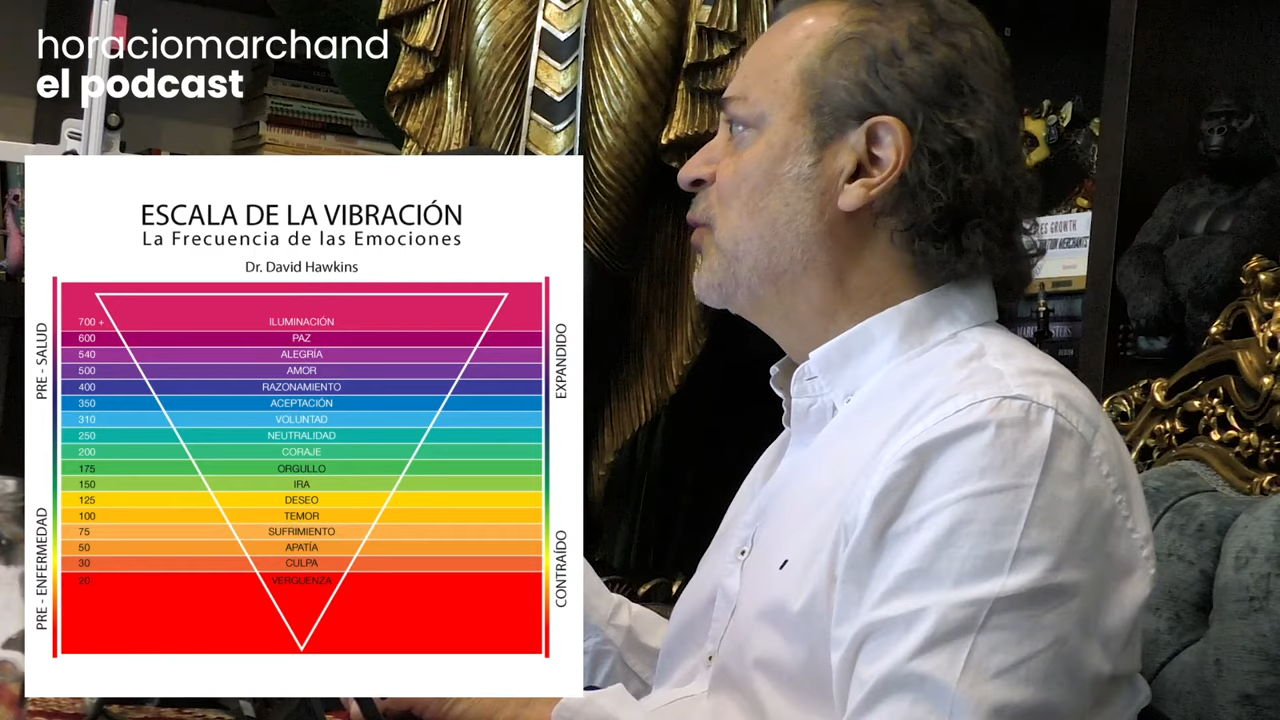 horaciomarchand
el podcast
ESCALA DE LA VIBRACIÓN
La Frecuencia de las Emociones
Dr. David Hawkins
PRE - SALUD
PRE - ENFERMEDAD
EXPANDIDO
CONTRAÍDO
700 + ILUMINACIÓN
600 PAZ
540 ALEGRÍA
500 AMOR
400 RAZONAMIENTO
350 ACEPTACIÓN
310 VOLUNTAD
250 NEUTRALIDAD
200 CORAJE
175 ORGULLO
150 IRA
125 DESEO
100 TEMOR
75 SUFRIMIENTO
50 APATÍA
30 CULPA
20 VERGÜENZA
GROWTH
MERCHANTS